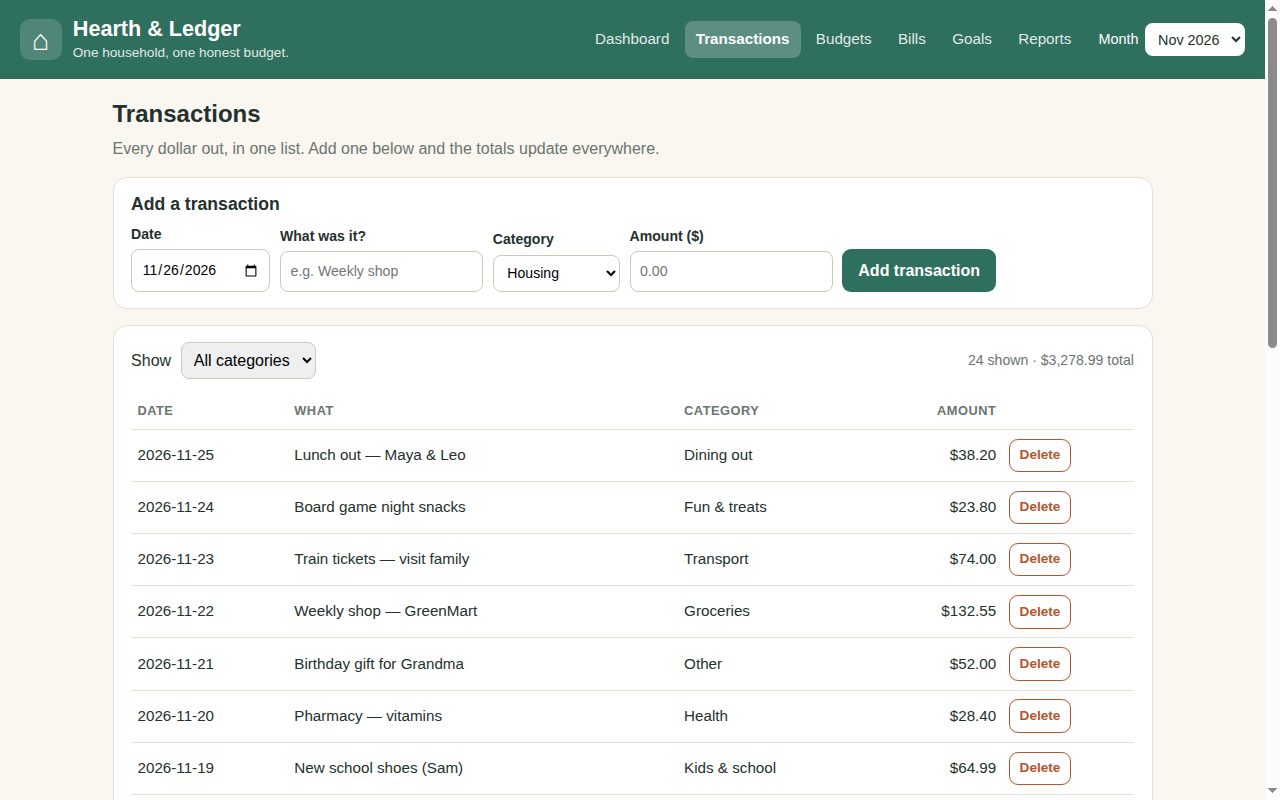 Hearth & Ledger
One household, one honest budget.
Dashboard Transactions Budgets Bills Goals Reports Month Nov 2026
Transactions
Every dollar out, in one list. Add one below and the totals update everywhere.
Add a transaction
Date What was it? Category Amount ($)
11/26/2026 e.g. Weekly shop Housing 0.00 Add transaction
Show All categories 24 shown · $3,278.99 total
DATE WHAT CATEGORY AMOUNT
2026-11-25 Lunch out — Maya & Leo Dining out $38.20 Delete
2026-11-24 Board game night snacks Fun & treats $23.80 Delete
2026-11-23 Train tickets — visit family Transport $74.00 Delete
2026-11-22 Weekly shop — GreenMart Groceries $132.55 Delete
2026-11-21 Birthday gift for Grandma Other $52.00 Delete
2026-11-20 Pharmacy — vitamins Health $28.40 Delete
2026-11-19 New school shoes (Sam) Kids & school $64.99 Delete